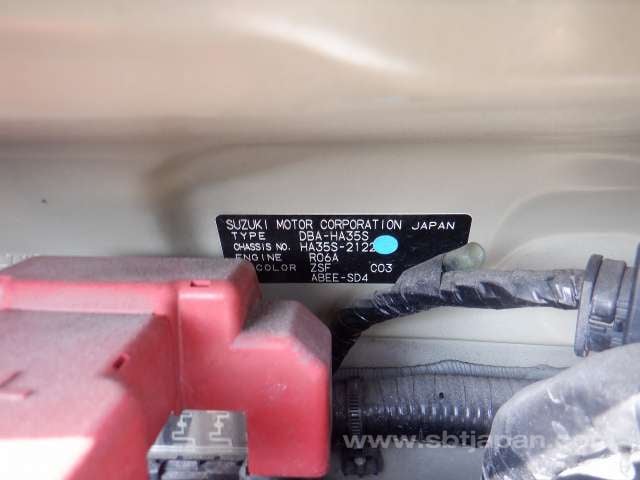 SUZUKI MOTOR CORPORATION JAPAN
TYPE DBA-HA35S
CHASSIS NO. HA35S-2122
ENGINE R06A
COLOR ZSF C03
ABEE-SD4
www.sbtjapan.com